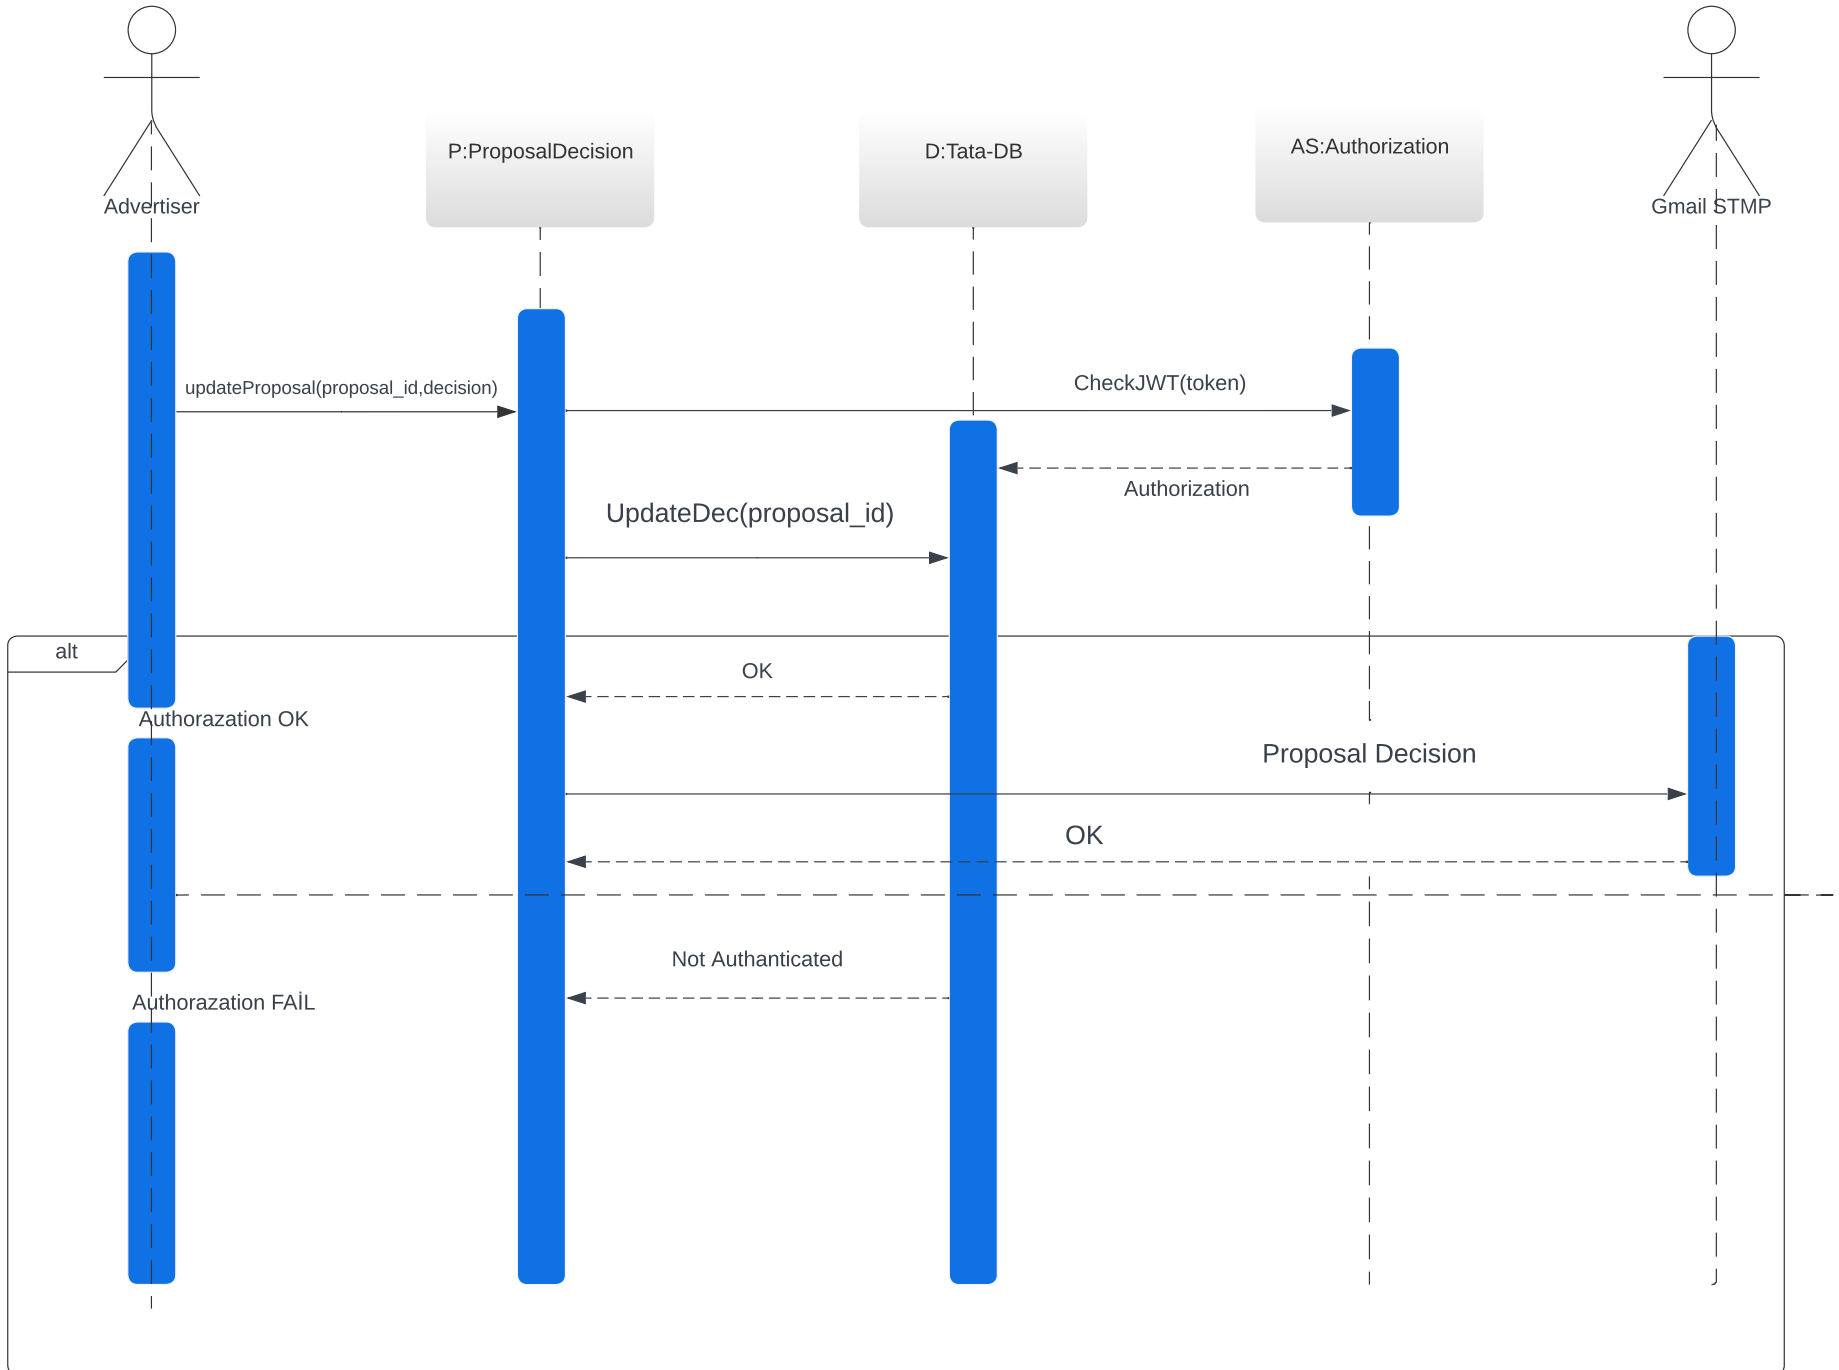 P:ProposalDecision
D:Tata-DB
AS:Authorization
Advertiser
Gmail STMP
updateProposal(proposal_id,decision)
CheckJWT(token)
Authorization
UpdateDec(proposal_id)
alt
OK
Authorazation OK
Proposal Decision
OK
Not Authanticated
Authorazation FAİL